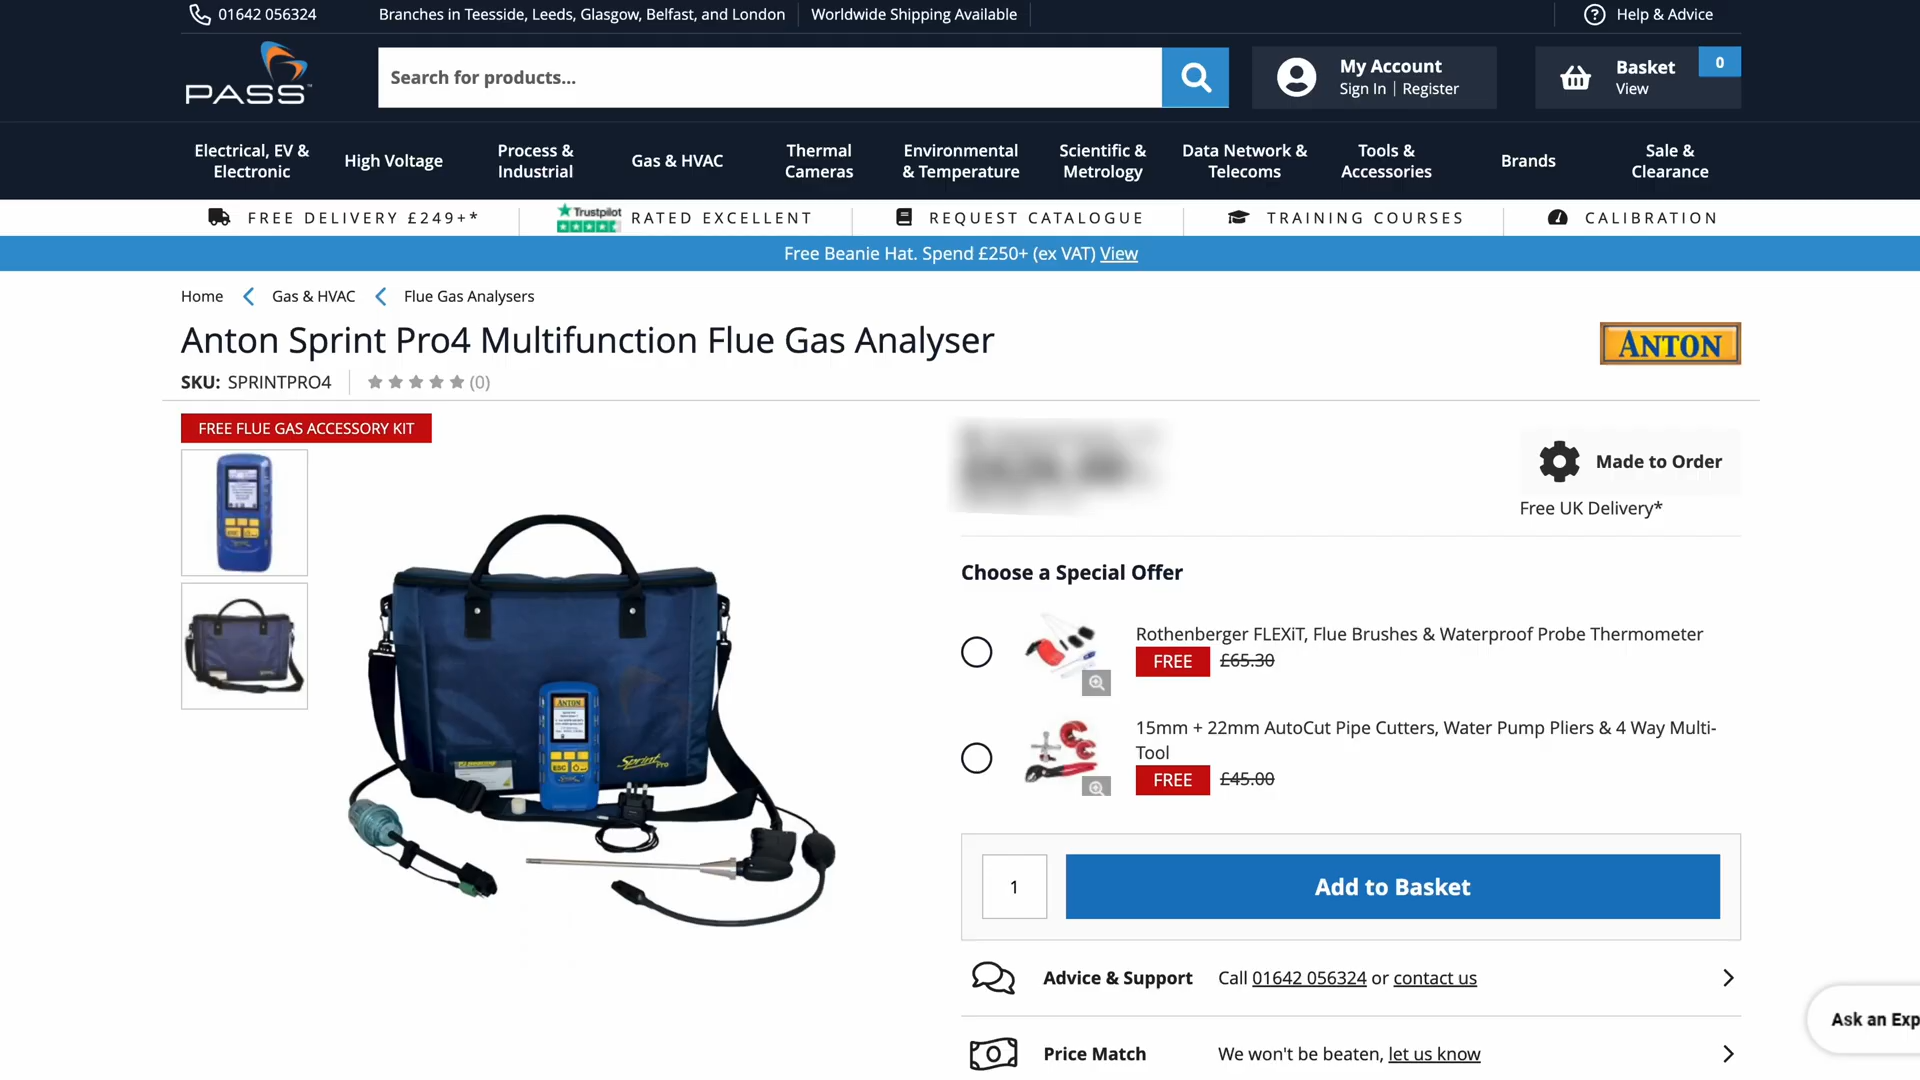 01642 056324
Branches in Teesside, Leeds, Glasgow, Belfast, and London
Worldwide Shipping Available
Help & Advice
PASS
Search for products...
My Account
Sign In | Register
Basket
View
0
Electrical, EV &
Electronic
High Voltage
Process &
Industrial
Gas & HVAC
Thermal
Cameras
Environmental
& Temperature
Scientific &
Metrology
Data Network &
Telecoms
Tools &
Accessories
Brands
Sale &
Clearance
FREE DELIVERY £249+*
Trustpilot
RATED EXCELLENT
REQUEST CATALOGUE
TRAINING COURSES
CALIBRATION
Free Beanie Hat. Spend £250+ (ex VAT) View
Home
Gas & HVAC
Flue Gas Analysers
Anton Sprint Pro4 Multifunction Flue Gas Analyser
ANTON
SKU: SPRINTPRO4
(0)
FREE FLUE GAS ACCESSORY KIT
ANTON
ESC
Sprint Pro
Made to Order
Free UK Delivery*
Choose a Special Offer
Rothenberger FLEXiT, Flue Brushes & Waterproof Probe Thermometer
FREE £65.30
15mm + 22mm AutoCut Pipe Cutters, Water Pump Pliers & 4 Way Multi-
Tool
FREE £45.00
1
Add to Basket
Advice & Support
Call 01642 056324 or contact us
Price Match
We won't be beaten, let us know
Ask an Exp